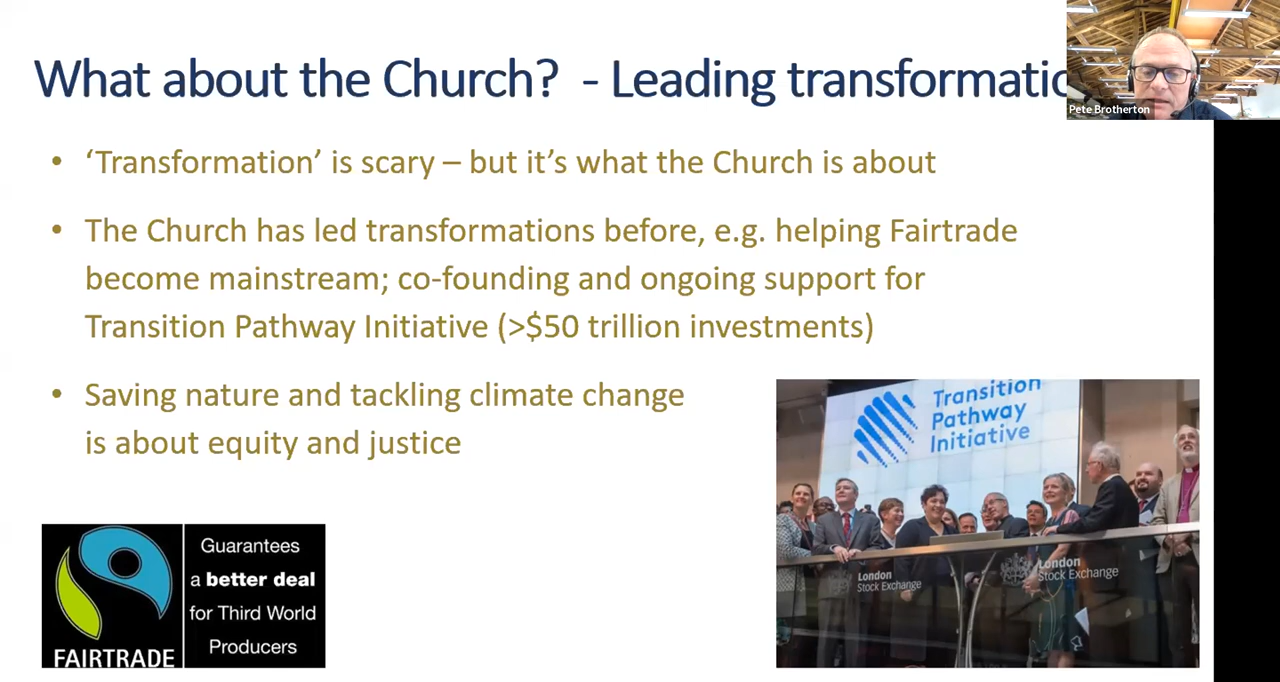 What about the Church? - Leading transformatio
Pete Brotherton
• ‘Transformation’ is scary – but it’s what the Church is about
• The Church has led transformations before, e.g. helping Fairtrade
become mainstream; co-founding and ongoing support for
Transition Pathway Initiative (>$50 trillion investments)
• Saving nature and tackling climate change
is about equity and justice
Transition
Pathway
Initiative
London
Stock Exchange
London
Stock Exchange
Guarantees
a better deal
for Third World
Producers
FAIRTRADE